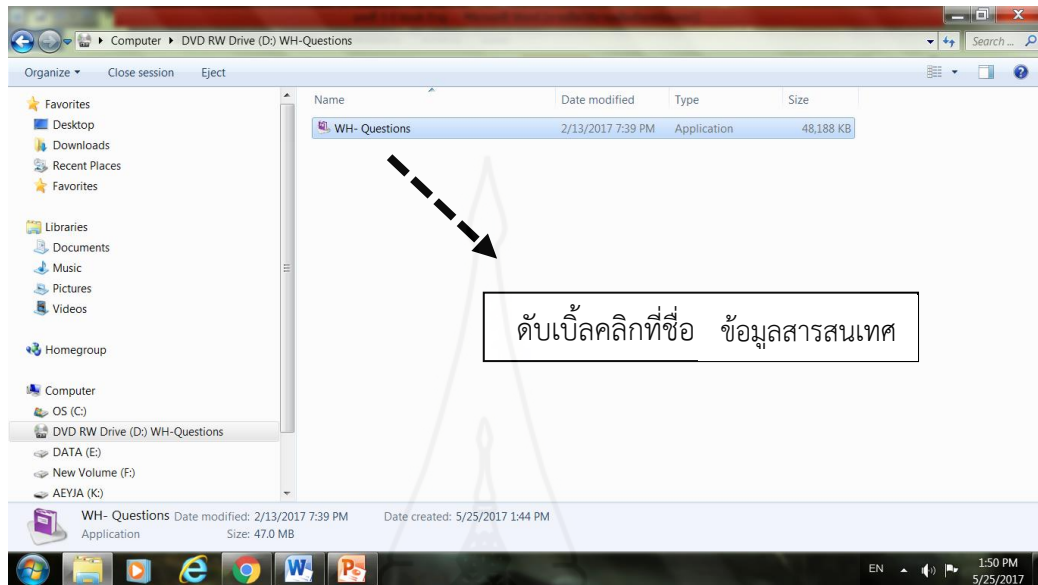 Computer ▸ DVD RW Drive (D:) WH-Questions
Search ...
Organize Close session Eject
Name Date modified Type Size
WH- Questions 2/13/2017 7:39 PM Application 48,188 KB
Favorites
Desktop
Downloads
Recent Places
Favorites
Libraries
Documents
Music
Pictures
Videos
Homegroup
Computer
OS (C:)
DVD RW Drive (D:) WH-Questions
DATA (E:)
New Volume (F:)
AEYJA (K:)
ดับเบิ้ลคลิกที่ชื่อ ข้อมูลสารสนเทศ
WH- Questions Date modified: 2/13/2017 7:39 PM Date created: 5/25/2017 1:44 PM
Application Size: 47.0 MB
EN 1:50 PM
5/25/2017